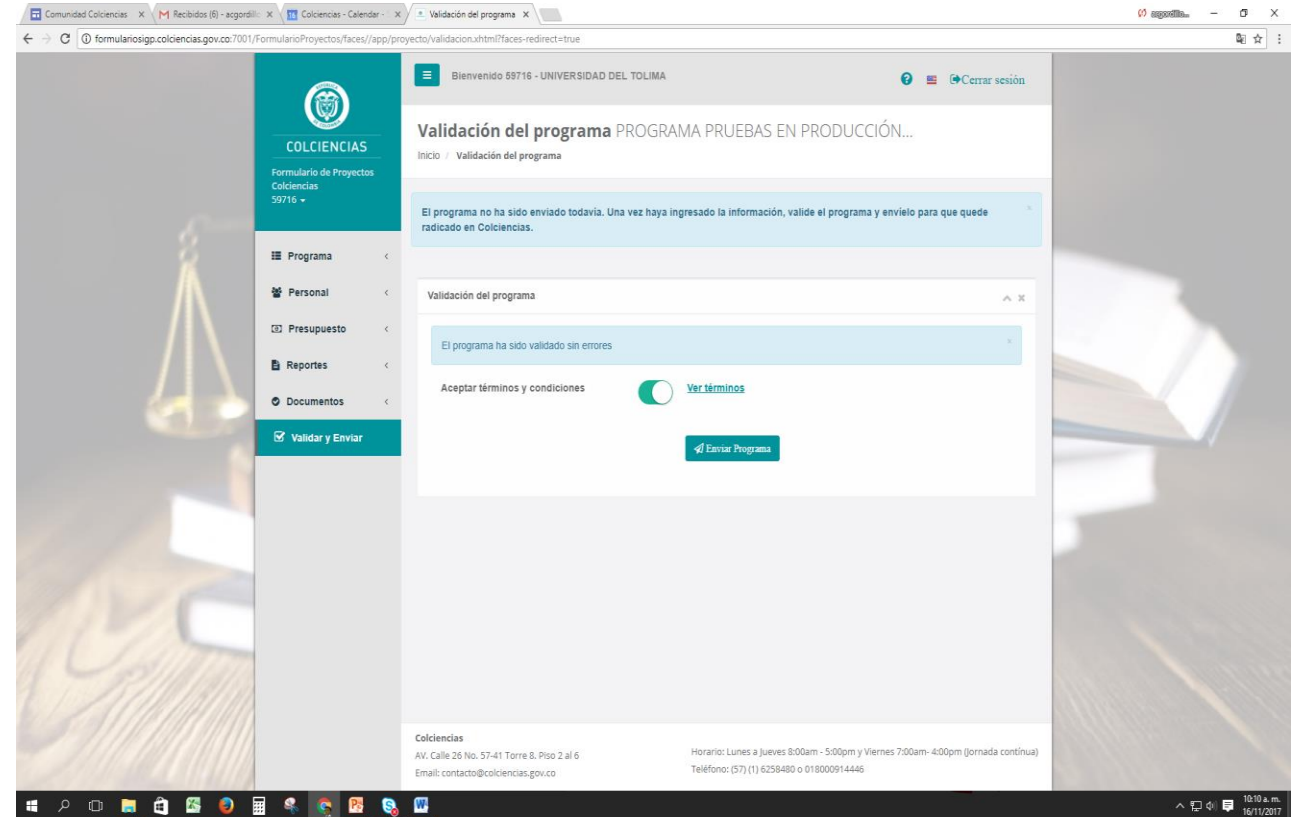 Comunidad Colciencias
Recibidos (6) - acgordill
Colciencias - Calendar -
Validación del programa
formulariosigp.colciencias.gov.co:7001/FormularioProyectos/faces//app/proyecto/validacion.xhtml?faces-redirect=true
COLCIENCIAS
Formulario de Proyectos
Colciencias
59716
Programa
Personal
Presupuesto
Reportes
Documentos
Validar y Enviar
Bienvenido 59716 - UNIVERSIDAD DEL TOLIMA
Cerrar sesión
Validación del programa PROGRAMA PRUEBAS EN PRODUCCIÓN...
Inicio / Validación del programa
El programa no ha sido enviado todavia. Una vez haya ingresado la información, valide el programa y envíelo para que quede
radicado en Colciencias.
Validación del programa
El programa ha sido validado sin errores
Aceptar términos y condiciones
Ver términos
Enviar Programa
Colciencias
AV. Calle 26 No. 57-41 Torre 8. Piso 2 al 6
Email: contacto@colciencias.gov.co
Horario: Lunes a Jueves 8:00am - 5:00pm y Viernes 7:00am- 4:00pm (Jornada contínua)
Teléfono: (57) (1) 6258480 o 018000914446
10:10 a. m.
16/11/2017